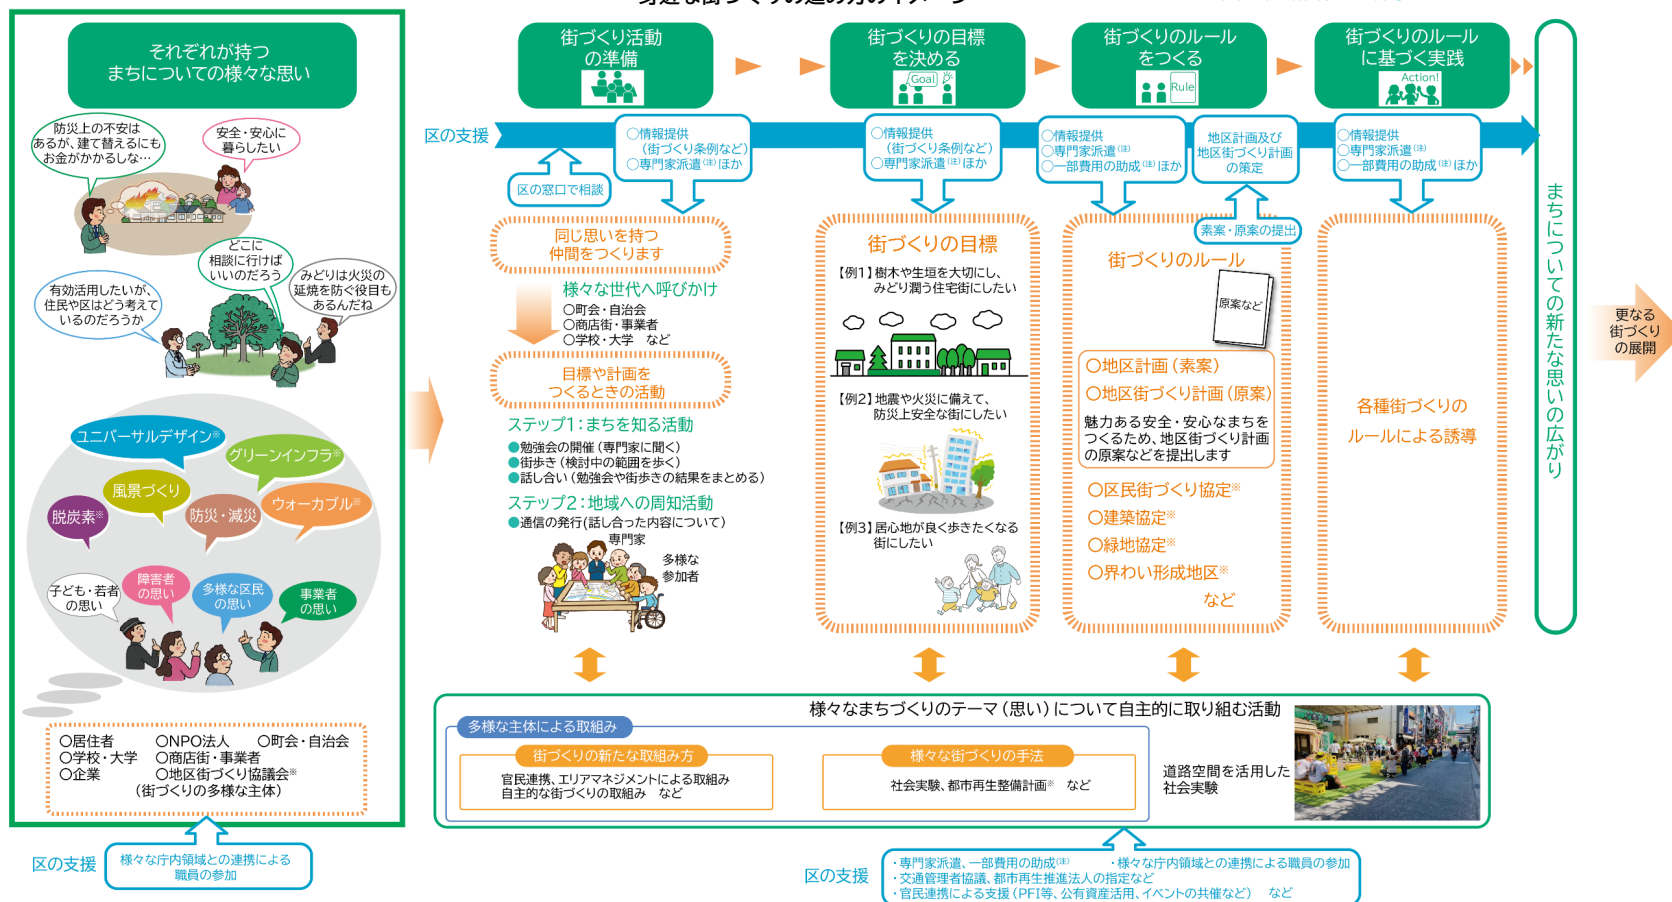 それぞれが持つ
まちについての様々な思い
防災上の不安は
あるが、建て替えるにも
お金がかかるしな…
安全・安心に
暮らしたい
どこに
相談に行けば
いいのだろう
有効活用したいが、
住民や区はどう考えて
いるのだろうか
みどりは火災の
延焼を防ぐ役目も
あるんだね
ユニバーサルデザイン※
グリーンインフラ※
風景づくり
脱炭素※
防災・減災
ウォーカブル※
子ども・若者
の思い
障害者
の思い
多様な区民
の思い
事業者
の思い
○居住者 ○NPO法人 ○町会・自治会
○学校・大学 ○商店街・事業者
○企業 ○地区街づくり協議会※
(街づくりの多様な主体)
区の支援
様々な庁内領域との連携による
職員の参加
街づくり活動
の準備
街づくりの目標
を決める
Goal
街づくりのルール
をつくる
Rule
街づくりのルール
に基づく実践
Action!
区の支援
区の窓口で相談
○情報提供
(街づくり条例など)
○専門家派遣(注)ほか
○情報提供
(街づくり条例など)
○専門家派遣(注)ほか
○情報提供
○専門家派遣(注)
○一部費用の助成(注)ほか
地区計画及び
地区街づくり計画
の策定
○情報提供
○専門家派遣(注)
○一部費用の助成(注)ほか
素案・原案の提出
同じ思いを持つ
仲間をつくります
様々な世代へ呼びかけ
○町会・自治会
○商店街・事業者
○学校・大学 など
目標や計画を
つくるときの活動
ステップ1:まちを知る活動
●勉強会の開催(専門家に聞く)
●街歩き(検討中の範囲を歩く)
●話し合い(勉強会や街歩きの結果をまとめる)
ステップ2:地域への周知活動
●通信の発行(話し合った内容について)
専門家
多様な
参加者
街づくりの目標
【例1】樹木や生垣を大切にし、
みどり潤う住宅街にしたい
【例2】地震や火災に備えて、
防災上安全な街にしたい
【例3】居心地が良く歩きたくなる
街にしたい
街づくりのルール
原案など
○地区計画(素案)
○地区街づくり計画(原案)
魅力ある安全・安心なまちを
つくるため、地区街づくり計画
の原案などを提出します
○区民街づくり協定※
○建築協定※
○緑地協定※
○界わい形成地区※
など
各種街づくりの
ルールによる誘導
まちについての新たな思いの広がり
更なる
街づくり
の展開
様々なまちづくりのテーマ(思い)について自主的に取り組む活動
多様な主体による取組み
街づくりの新たな取組み方
官民連携、エリアマネジメントによる取組み
自主的な街づくりの取組み など
様々な街づくりの手法
社会実験、都市再生整備計画※ など
道路空間を活用した
社会実験
区の支援
・専門家派遣、一部費用の助成(注) ・様々な庁内領域との連携による職員の参加
・交通管理者協議、都市再生推進法人の指定など
・官民連携による支援(PFI等、公有資産活用、イベントの共催など) など